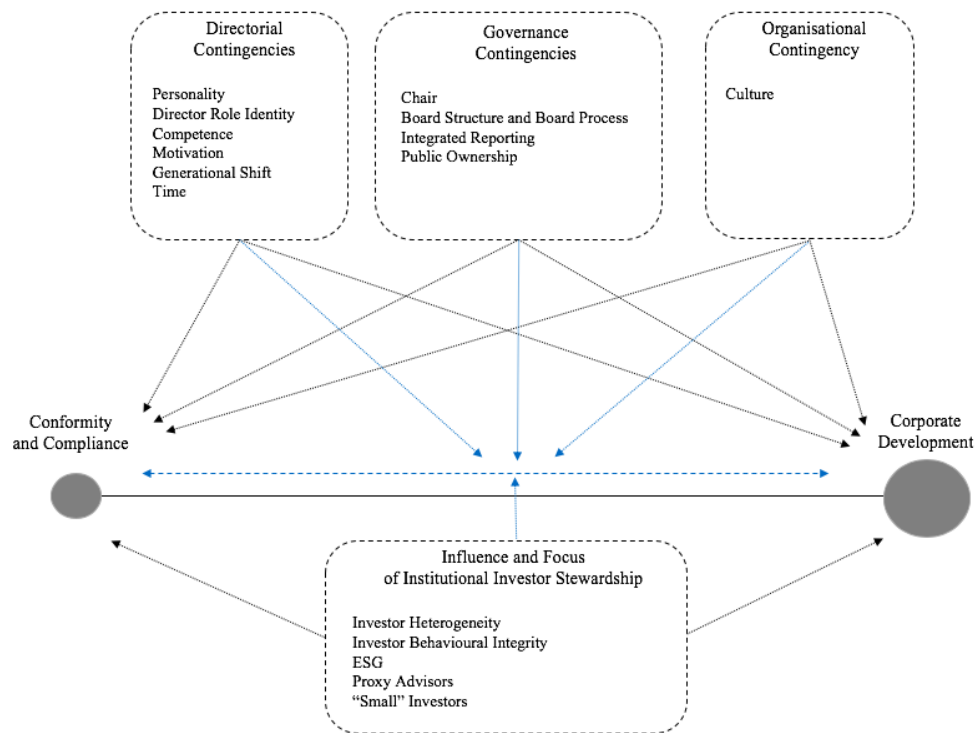 Directorial
Contingencies
Personality
Director Role Identity
Competence
Motivation
Generational Shift
Time
Governance
Contingencies
Chair
Board Structure and Board Process
Integrated Reporting
Public Ownership
Organisational
Contingency
Culture
Conformity
and Compliance
Corporate
Development
Influence and Focus
of Institutional Investor Stewardship
Investor Heterogeneity
Investor Behavioural Integrity
ESG
Proxy Advisors
“Small” Investors